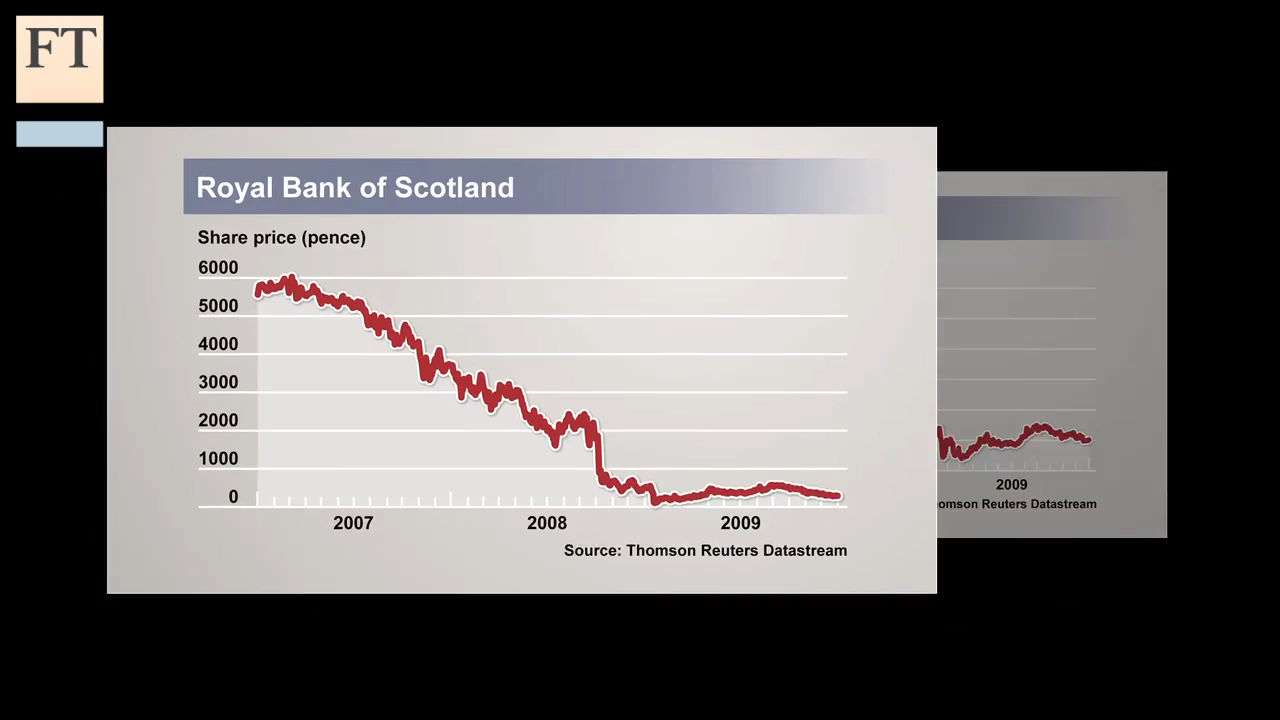 FT
Royal Bank of Scotland
Share price (pence)
6000
5000
4000
3000
2000
1000
0
2007 2008 2009
Source: Thomson Reuters Datastream
2009
Reuters Datastream